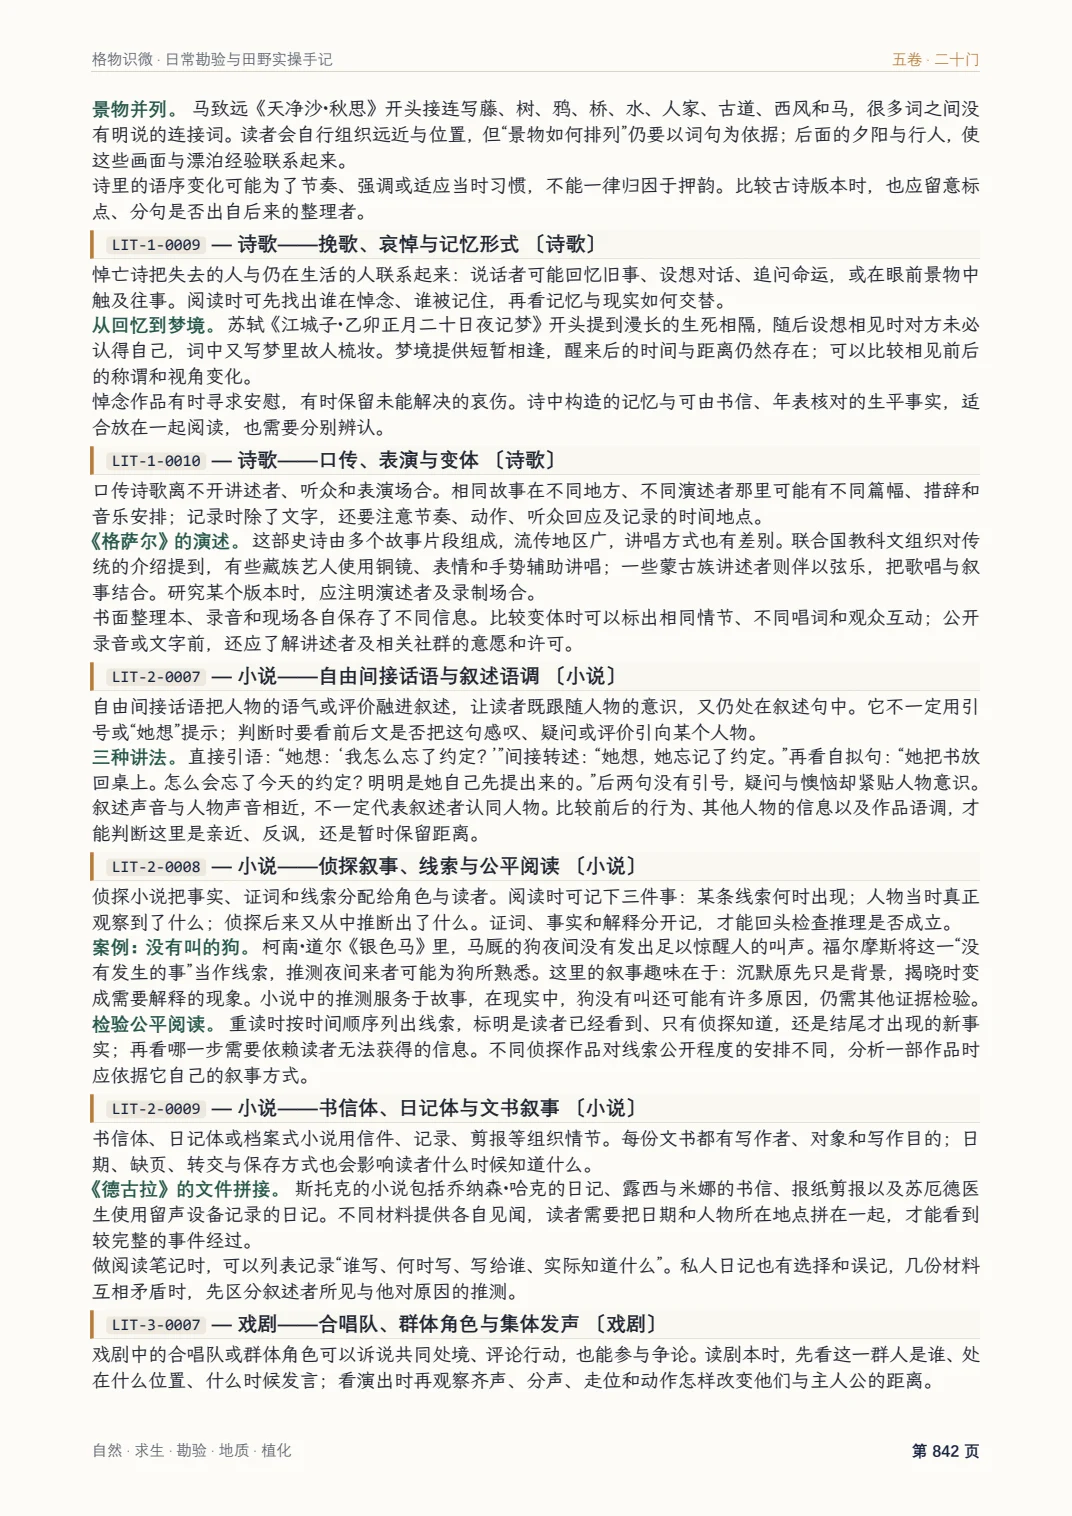 格物识微 · 日常勘验与田野实操手记
五卷 · 二十门
景物并列。 马致远《天净沙•秋思》开头接连写藤、树、鸦、桥、水、人家、古道、西风和马，很多词之间没
有明说的连接词。读者会自行组织远近与位置，但“景物如何排列”仍要以词句为依据；后面的夕阳与行人，使
这些画面与漂泊经验联系起来。
诗里的语序变化可能为了节奏、强调或适应当时习惯，不能一律归因于押韵。比较古诗版本时，也应留意标
点、分句是否出自后来的整理者。
LIT-1-0009 — 诗歌——挽歌、哀悼与记忆形式 〔诗歌〕
悼亡诗把失去的人与仍在生活的人联系起来：说话者可能回忆旧事、设想对话、追问命运，或在眼前景物中
触及往事。阅读时可先找出谁在悼念、谁被记住，再看记忆与现实如何交替。
从回忆到梦境。 苏轼《江城子•乙卯正月二十日夜记梦》开头提到漫长的生死相隔，随后设想相见时对方未必
认得自己，词中又写梦里故人梳妆。梦境提供短暂相逢，醒来后的时间与距离仍然存在；可以比较相见前后
的称谓和视角变化。
悼念作品有时寻求安慰，有时保留未能解决的哀伤。诗中构造的记忆与可由书信、年表核对的生平事实，适
合放在一起阅读，也需要分别辨认。
LIT-1-0010 — 诗歌——口传、表演与变体 〔诗歌〕
口传诗歌离不开讲述者、听众和表演场合。相同故事在不同地方、不同演述者那里可能有不同篇幅、措辞和
音乐安排；记录时除了文字，还要注意节奏、动作、听众回应及记录的时间地点。
《格萨尔》的演述。 这部史诗由多个故事片段组成，流传地区广，讲唱方式也有差别。联合国教科文组织对传
统的介绍提到，有些藏族艺人使用铜镜、表情和手势辅助讲唱；一些蒙古族讲述者则伴以弦乐，把歌唱与叙
事结合。研究某个版本时，应注明演述者及录制场合。
书面整理本、录音和现场各自保存了不同信息。比较变体时可以标出相同情节、不同唱词和观众互动；公开
录音或文字前，还应了解讲述者及相关社群的意愿和许可。
LIT-2-0007 — 小说——自由间接话语与叙述语调 〔小说〕
自由间接话语把人物的语气或评价融进叙述，让读者既跟随人物的意识，又仍处在叙述句中。它不一定用引
号或“她想”提示；判断时要看前后文是否把这句感叹、疑问或评价引向某个人物。
三种讲法。直接引语：“她想：‘我怎么忘了约定？’”间接转述：“她想，她忘记了约定。”再看自拟句：“她把书放
回桌上。怎么会忘了今天的约定？明明是她自己先提出来的。”后两句没有引号，疑问与懊恼却紧贴人物意识。
叙述声音与人物声音相近，不一定代表叙述者认同人物。比较前后的行为、其他人物的信息以及作品语调，才
能判断这里是亲近、反讽，还是暂时保留距离。
LIT-2-0008 — 小说——侦探叙事、线索与公平阅读 〔小说〕
侦探小说把事实、证词和线索分配给角色与读者。阅读时可记下三件事：某条线索何时出现；人物当时真正
观察到了什么；侦探后来又从中推断出了什么。证词、事实和解释分开记，才能回头检查推理是否成立。
案例：没有叫的狗。 柯南•道尔《银色马》里，马厩的狗夜间没有发出足以惊醒人的叫声。福尔摩斯将这一“没
有发生的事”当作线索，推测夜间来者可能为狗所熟悉。这里的叙事趣味在于：沉默原先只是背景，揭晓时变
成需要解释的现象。小说中的推测服务于故事，在现实中，狗没有叫还可能有许多原因，仍需其他证据检验。
检验公平阅读。 重读时按时间顺序列出线索，标明是读者已经看到、只有侦探知道，还是结尾才出现的新事
实；再看哪一步需要依赖读者无法获得的信息。不同侦探作品对线索公开程度的安排不同，分析一部作品时
应依据它自己的叙事方式。
LIT-2-0009 — 小说——书信体、日记体与文书叙事 〔小说〕
书信体、日记体或档案式小说用信件、记录、剪报等组织情节。每份文书都有写作者、对象和写作目的；日
期、缺页、转交与保存方式也会影响读者什么时候知道什么。
《德古拉》的文件拼接。 斯托克的小说包括乔纳森•哈克的日记、露西与米娜的书信、报纸剪报以及苏厄德医
生使用留声设备记录的日记。不同材料提供各自见闻，读者需要把日期和人物所在地点拼在一起，才能看到
较完整的事件经过。
做阅读笔记时，可以列表记录“谁写、何时写、写给谁、实际知道什么”。私人日记也有选择和误记，几份材料
互相矛盾时，先区分叙述者所见与他对原因的推测。
LIT-3-0007 — 戏剧——合唱队、群体角色与集体发声 〔戏剧〕
戏剧中的合唱队或群体角色可以诉说共同处境、评论行动，也能参与争论。读剧本时，先看这一群人是谁、处
在什么位置、什么时候发言；看演出时再观察齐声、分声、走位和动作怎样改变他们与主人公的距离。
自然 · 求生 · 勘验 · 地质 · 植化
第 842 页